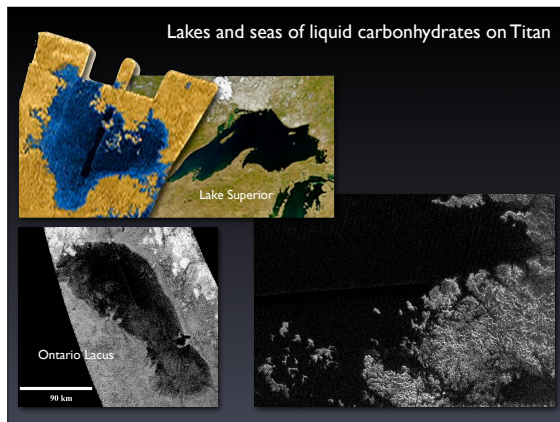 Lakes and seas of liquid carbonhydrates on Titan
Lake Superior
Ontario Lacus
90 km